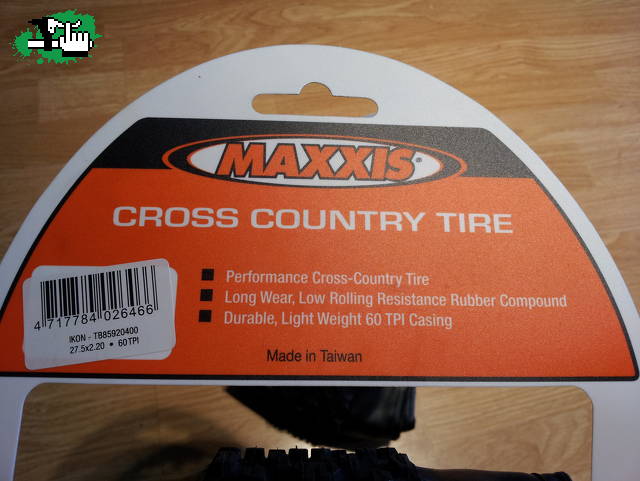 MAXXIS®
CROSS COUNTRY TIRE
Performance Cross-Country Tire
Long Wear, Low Rolling Resistance Rubber Compound
Durable, Light Weight 60 TPI Casing
Made in Taiwan
4 717784 026466
IKON - TB85920400
27.5x2.20 • 60TPI